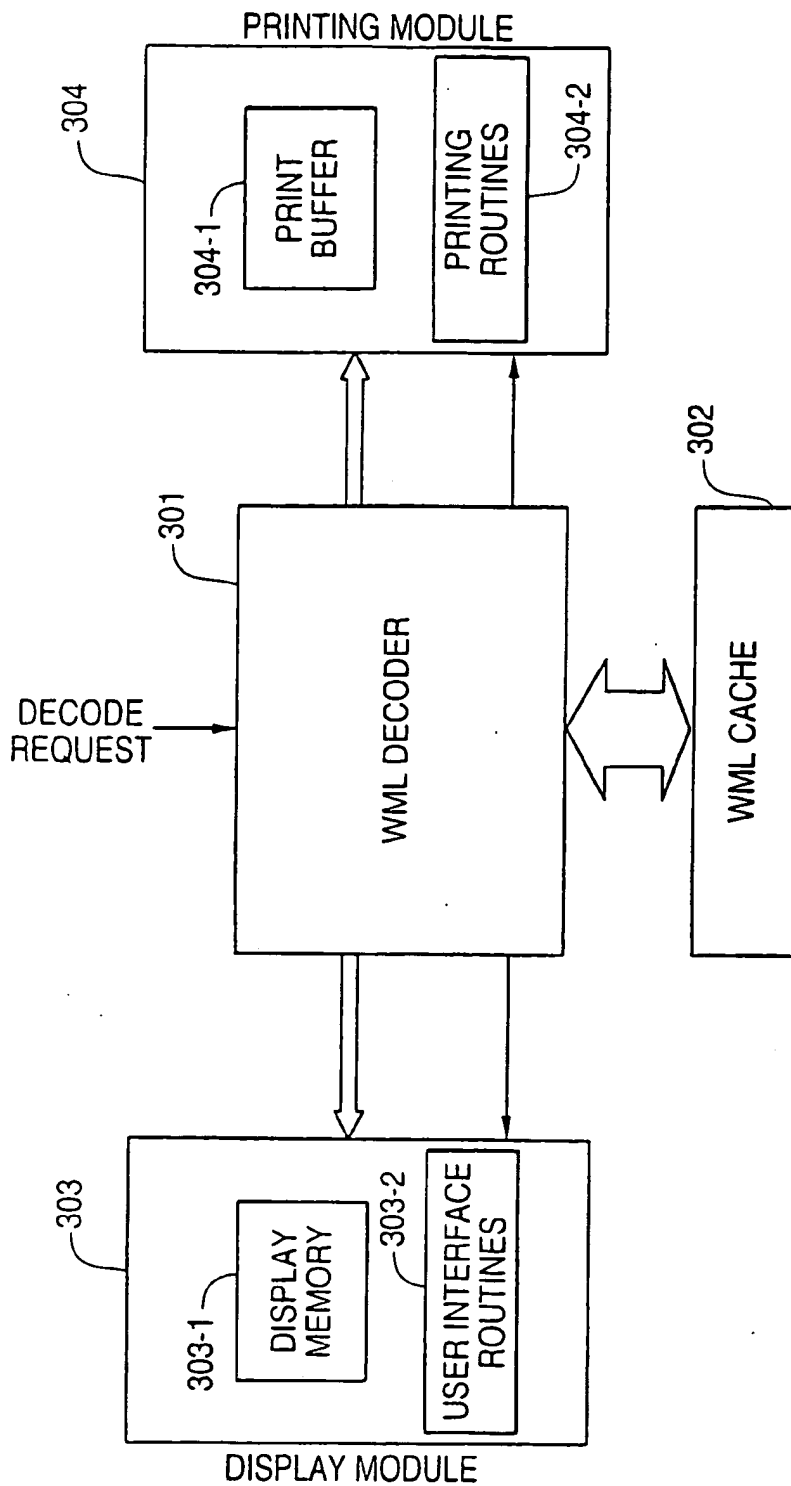 DECODE
REQUEST
301
WML DECODER
302
WML CACHE
303
303-1
DISPLAY
MEMORY
303-2
USER INTERFACE
ROUTINES
DISPLAY MODULE
304
304-1
PRINT
BUFFER
PRINTING
ROUTINES
304-2
PRINTING MODULE